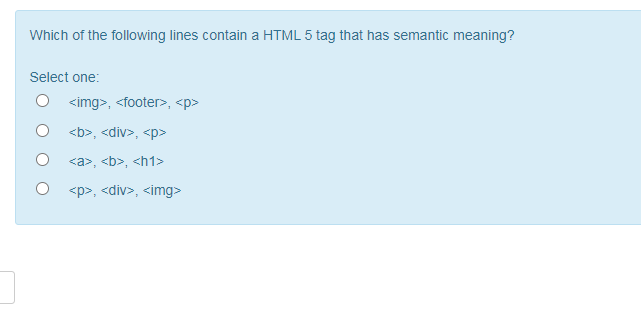 Which of the following lines contain a HTML 5 tag that has semantic meaning?
Select one:
<img>, <footer>, <p>
<b>, <div>, <p>
<a>, <b>, <h1>
<p>, <div>, <img>